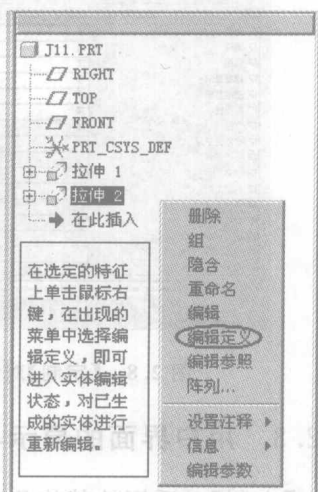 J11.PRT
RIGHT
TOP
FRONT
PRT_CSYS_DEF
拉伸 1
拉伸 2
在此插入
删除
组
隐含
重命名
编辑
编辑定义
编辑参照
阵列...
设置注释
信息
编辑参数
在选定的特征
上单击鼠标右
键，在出现的
菜单中选择编
辑定义，即可
进入实体编辑
状态，对已生
成的实体进行
重新编辑。